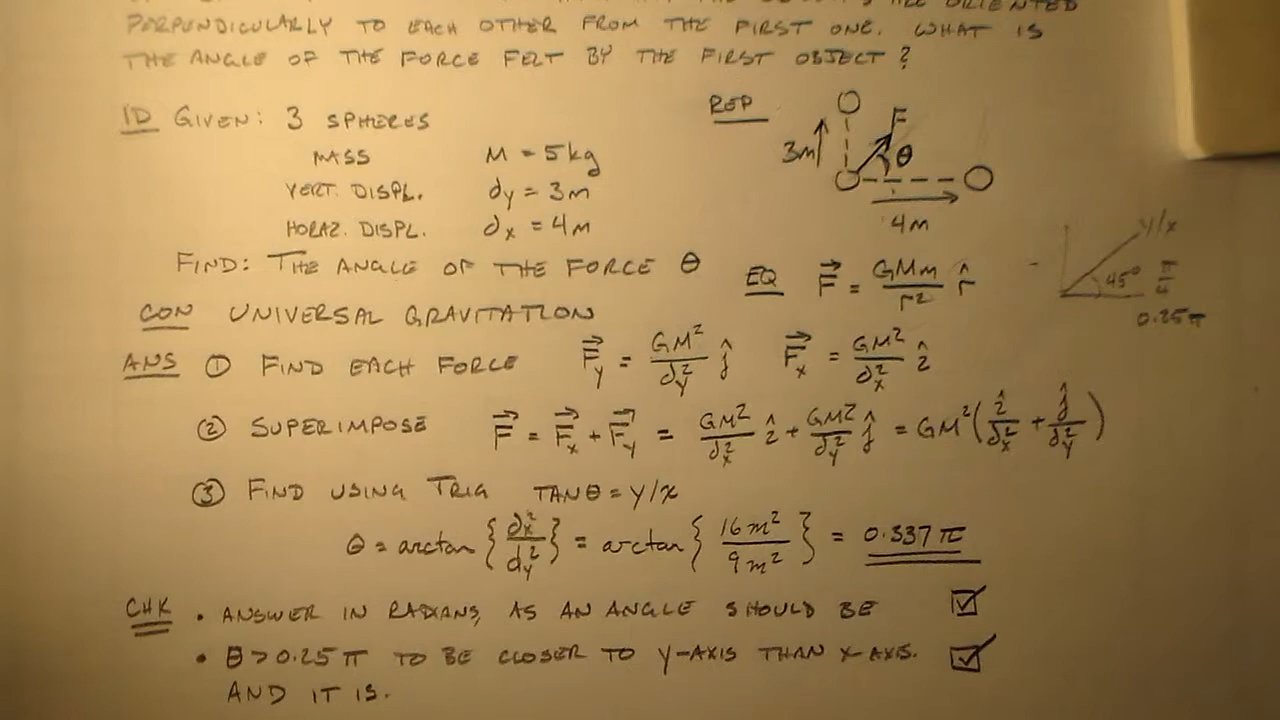 ORIENTED
PERPENDICULARLY TO EACH OTHER FROM THE FIRST ONE. WHAT IS
THE ANGLE OF THE FORCE FELT BY THE FIRST OBJECT?
ID GIVEN: 3 SPHERES
MASS M = 5kg
VERT. DISPL. dy = 3m
HORAZ. DISPL. dx = 4m
FIND: THE ANGLE OF THE FORCE θ
REP
F
3m
θ
4m
EQ F⃗ = GMm/r² r̂
y/x
45° π/4
0.25π
CON UNIVERSAL GRAVITATION
ANS ① FIND EACH FORCE F⃗y = GM²/dy² ĵ F⃗x = GM²/dx² î
② SUPERIMPOSE F⃗ = F⃗x + F⃗y = GM²/dx² î + GM²/dy² ĵ = GM²(î/dx² + ĵ/dy²)
③ FIND USING TRIG TANθ = Y/X
θ = arctan{dx²/dy²} = arctan{16m²/9m²} = 0.337π
CHK • ANSWER IN RADIANS, AS AN ANGLE SHOULD BE ☑
• θ > 0.25π TO BE CLOSER TO Y-AXIS THAN X-AXIS. ☑
AND IT IS.